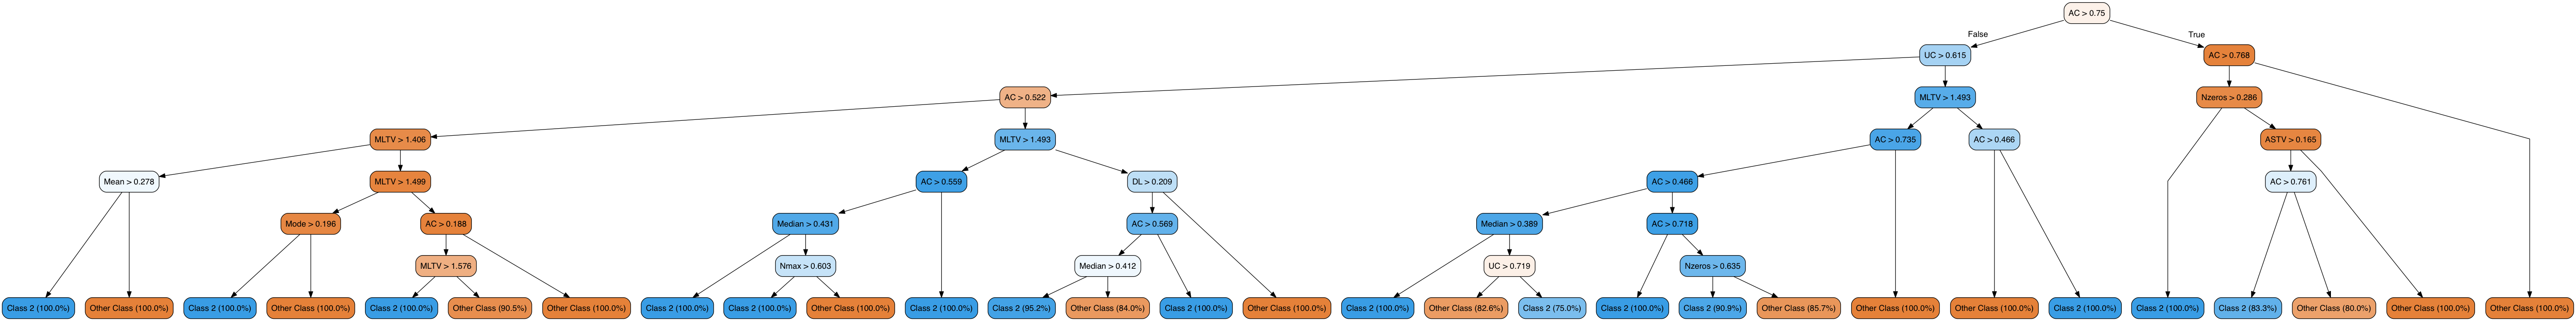 AC > 0.75
False
True
UC > 0.615
AC > 0.768
AC > 0.522
MLTV > 1.493
Nzeros > 0.286
MLTV > 1.406
MLTV > 1.493
AC > 0.735
AC > 0.466
ASTV > 0.165
Mean > 0.278
MLTV > 1.499
AC > 0.559
DL > 0.209
AC > 0.466
AC > 0.761
Mode > 0.196
AC > 0.188
Median > 0.431
AC > 0.569
Median > 0.389
AC > 0.718
MLTV > 1.576
Nmax > 0.603
Median > 0.412
UC > 0.719
Nzeros > 0.635
Class 2 (100.0%)
Other Class (100.0%)
Class 2 (100.0%)
Other Class (100.0%)
Class 2 (100.0%)
Other Class (90.5%)
Other Class (100.0%)
Class 2 (100.0%)
Class 2 (100.0%)
Other Class (100.0%)
Class 2 (100.0%)
Class 2 (95.2%)
Other Class (84.0%)
Class 2 (100.0%)
Other Class (100.0%)
Class 2 (100.0%)
Other Class (82.6%)
Class 2 (75.0%)
Class 2 (100.0%)
Class 2 (90.9%)
Other Class (85.7%)
Other Class (100.0%)
Other Class (100.0%)
Class 2 (100.0%)
Class 2 (100.0%)
Class 2 (83.3%)
Other Class (80.0%)
Other Class (100.0%)
Other Class (100.0%)